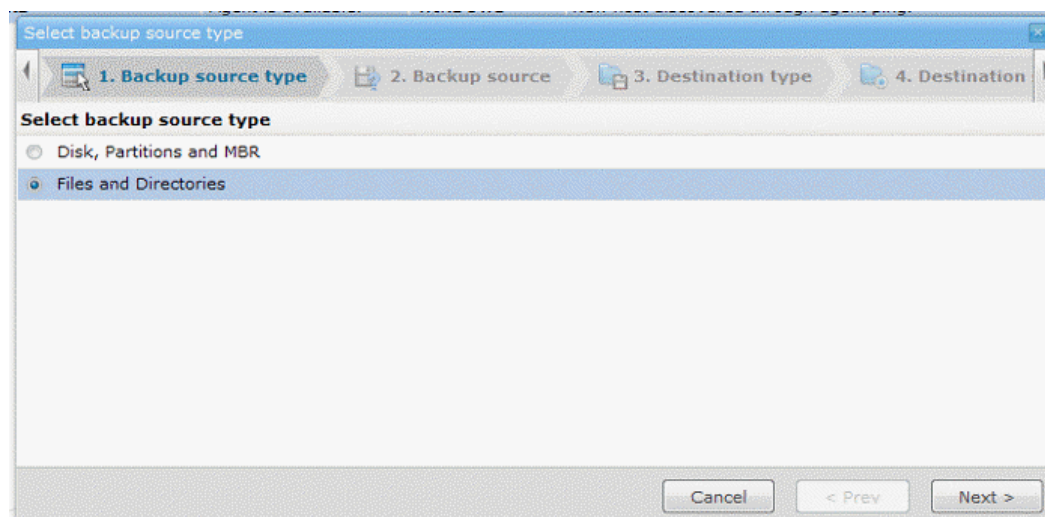 Select backup source type
1. Backup source type 2. Backup source 3. Destination type 4. Destination
Select backup source type
Disk, Partitions and MBR
Files and Directories
Cancel < Prev Next >